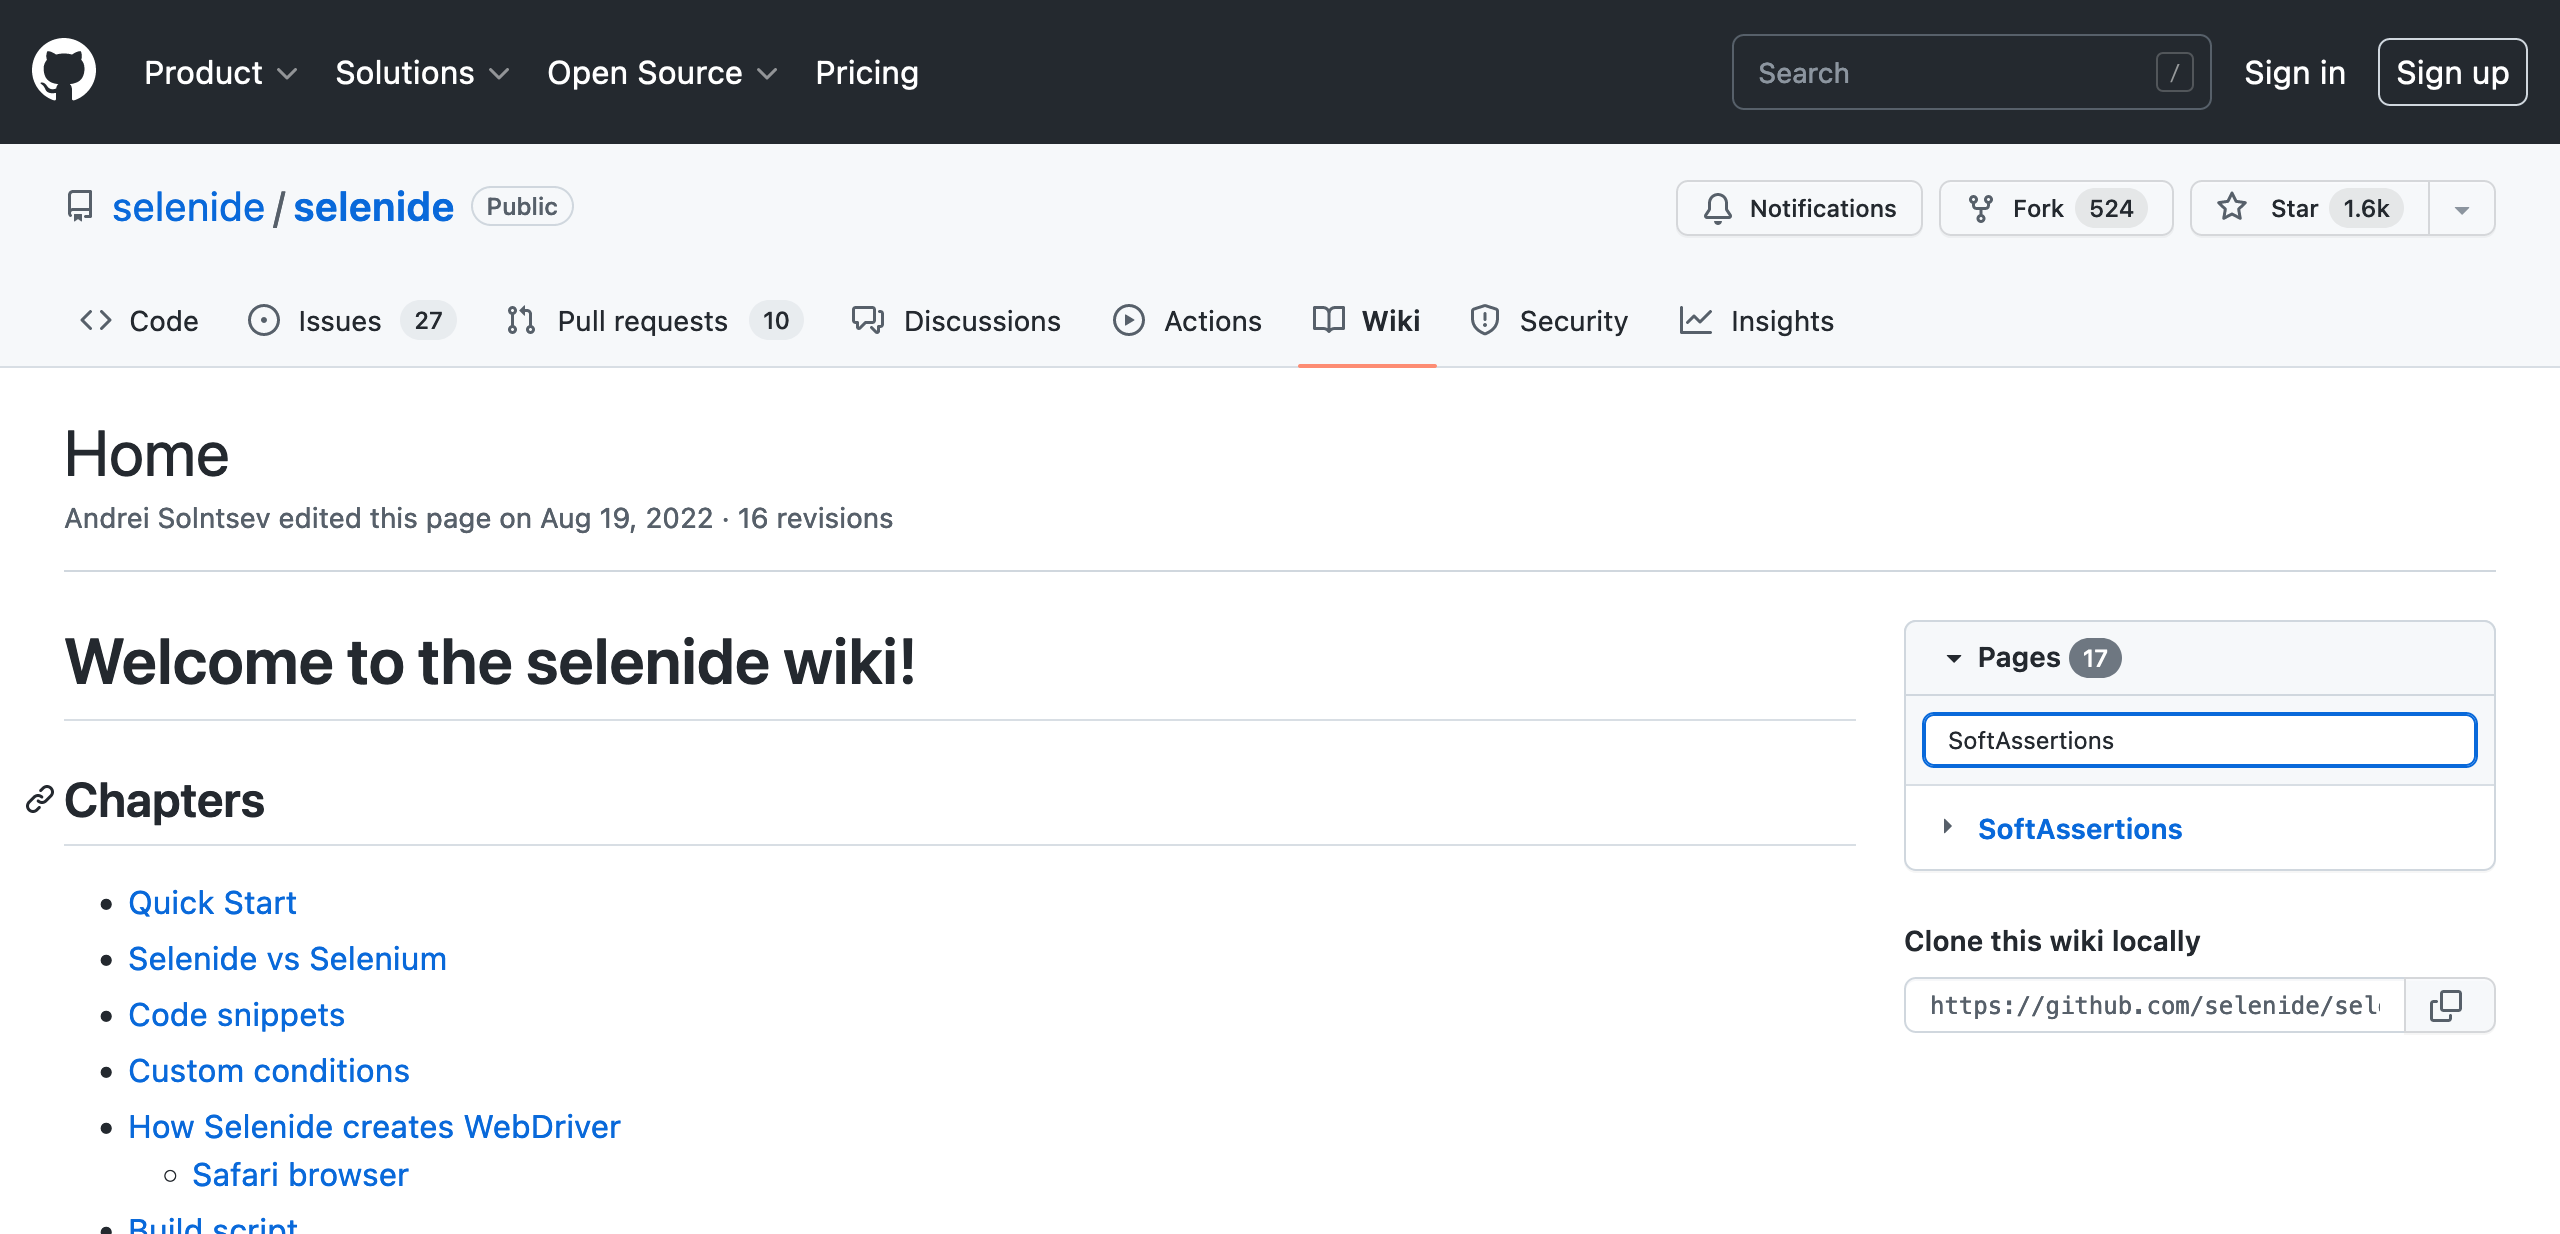 Product Solutions Open Source Pricing Search / Sign in Sign up
selenide / selenide Public Notifications Fork 524 Star 1.6k
Code Issues 27 Pull requests 10 Discussions Actions Wiki Security Insights
Home
Andrei Solntsev edited this page on Aug 19, 2022 · 16 revisions
Welcome to the selenide wiki!
Chapters
Quick Start
Selenide vs Selenium
Code snippets
Custom conditions
How Selenide creates WebDriver
Safari browser
Build script
Pages 17
SoftAssertions
SoftAssertions
Clone this wiki locally
https://github.com/selenide/sel